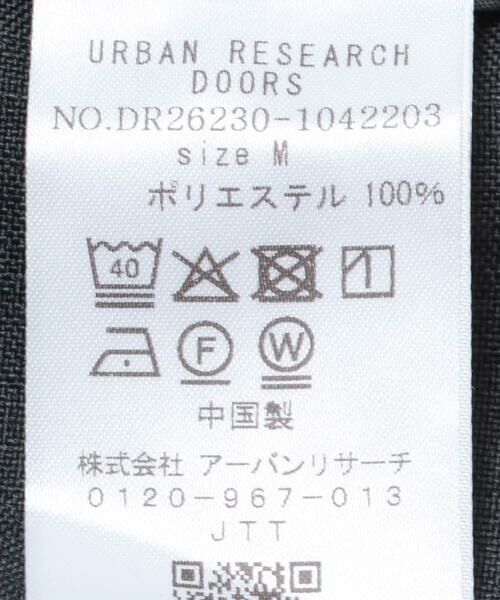 URBAN RESEARCH
DOORS
NO.DR26230-1042203
size M
ポリエステル 100%
40
F W
中国製
株式会社 アーバンリサーチ
0120-967-013
JTT